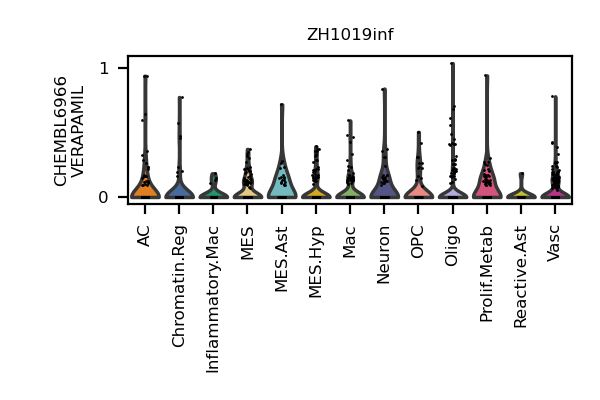 ZH1019inf
CHEMBL6966
VERAPAMIL
1
0
AC
Chromatin.Reg
Inflammatory.Mac
MES
MES.Ast
MES.Hyp
Mac
Neuron
OPC
Oligo
Prolif.Metab
Reactive.Ast
Vasc